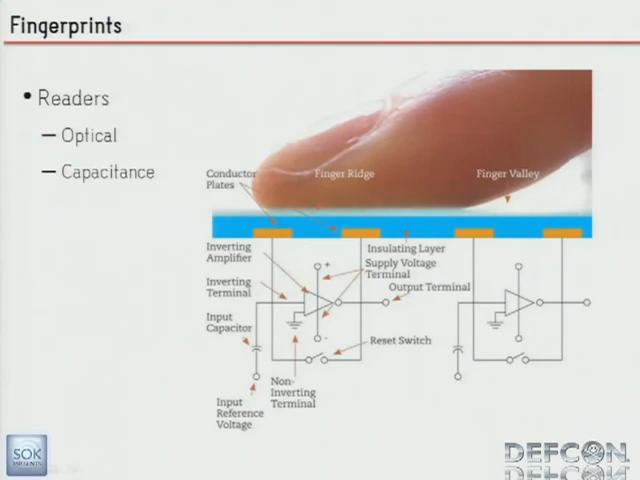 Fingerprints
• Readers
– Optical
– Capacitance
Conductor
Plates
Finger Ridge
Finger Valley
Inverting
Amplifier
Insulating Layer
Supply Voltage
Terminal
Inverting
Terminal
Output Terminal
+
Input
Capacitor
-
Reset Switch
Non-
Inverting
Terminal
Input
Reference
Voltage
SOK
DEFCON